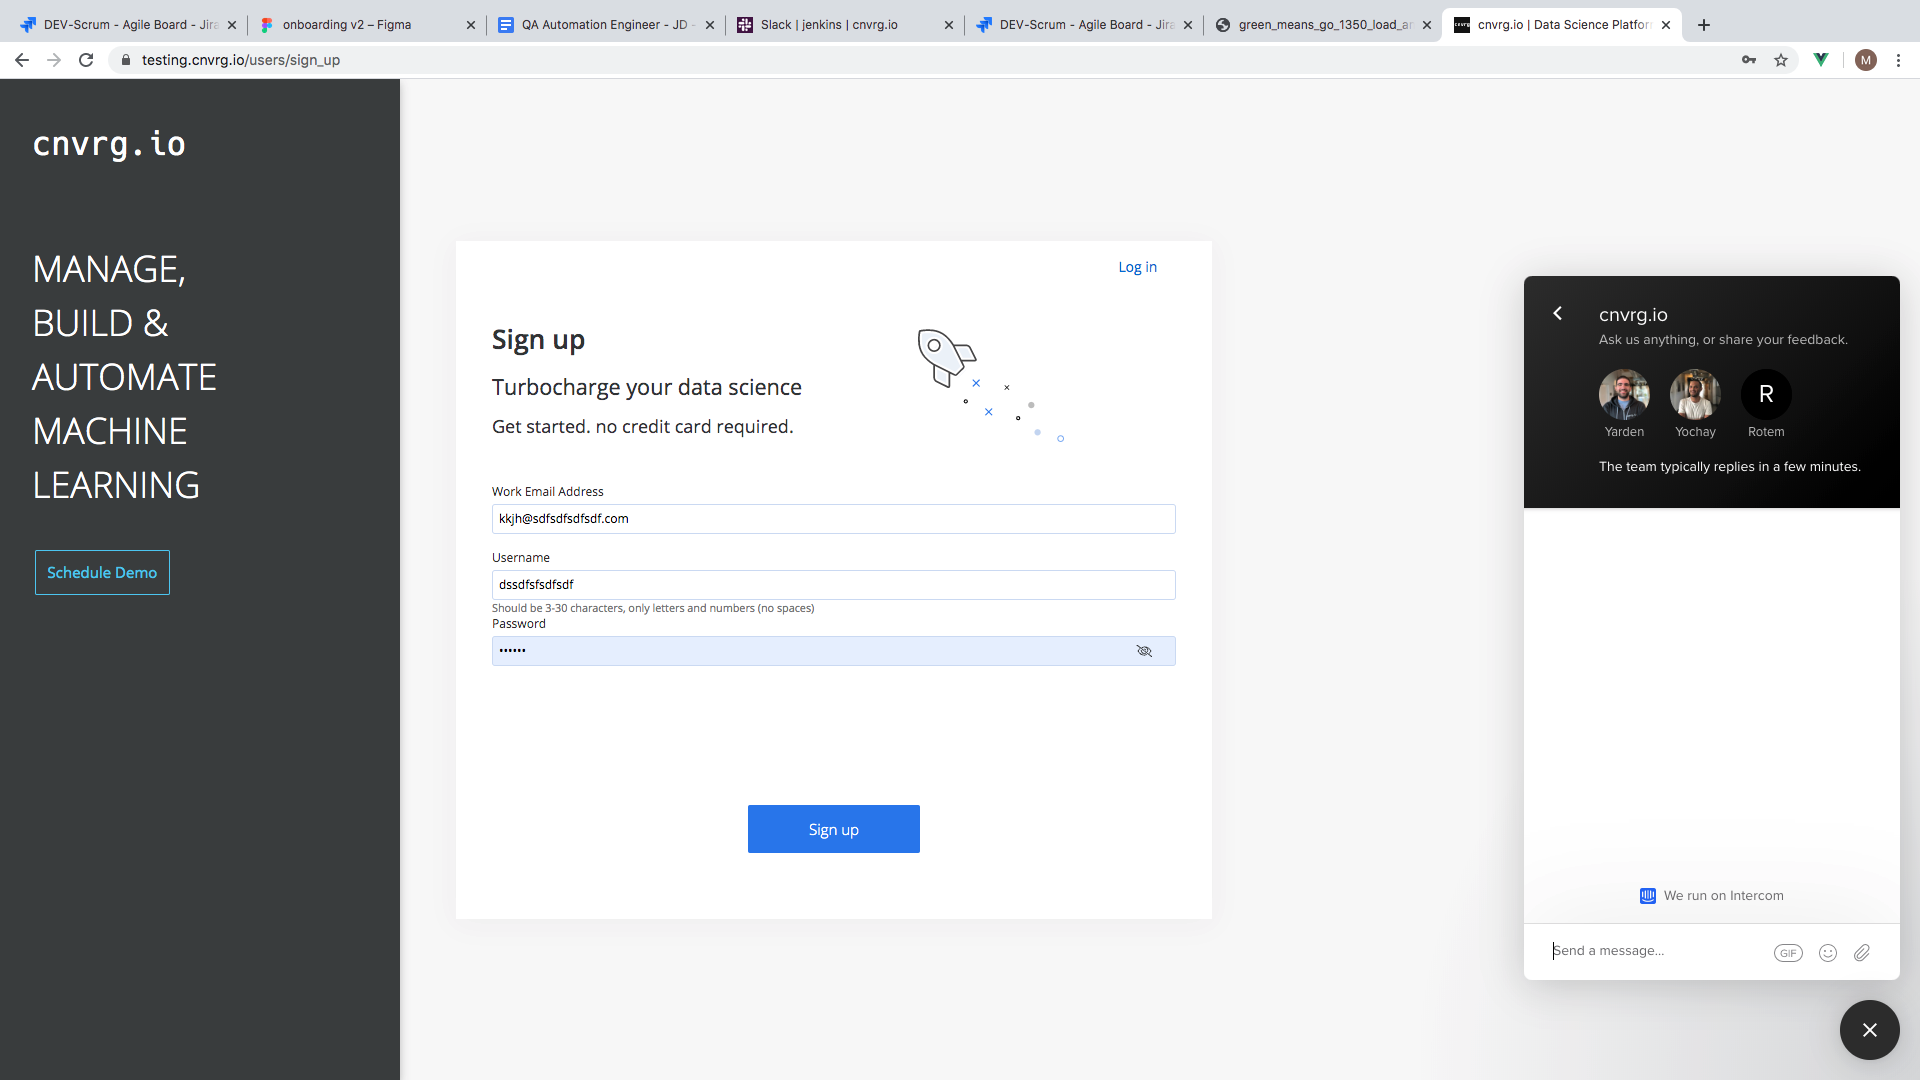 DEV-Scrum - Agile Board - Jira
onboarding v2 – Figma
QA Automation Engineer - JD -
Slack | jenkins | cnvrg.io
DEV-Scrum - Agile Board - Jira
green_means_go_1350_load_an
cnvrg.io | Data Science Platform
testing.cnvrg.io/users/sign_up
M
cnvrg.io
MANAGE,
BUILD &
AUTOMATE
MACHINE
LEARNING
Schedule Demo
Log in
Sign up
Turbocharge your data science
Get started. no credit card required.
Work Email Address
kkjh@sdfsdfsdfsdf.com
Username
dssdfsfsdfsdf
Should be 3-30 characters, only letters and numbers (no spaces)
Password
••••••
Sign up
cnvrg.io
Ask us anything, or share your feedback.
R
Yarden
Yochay
Rotem
The team typically replies in a few minutes.
We run on Intercom
Send a message...
GIF